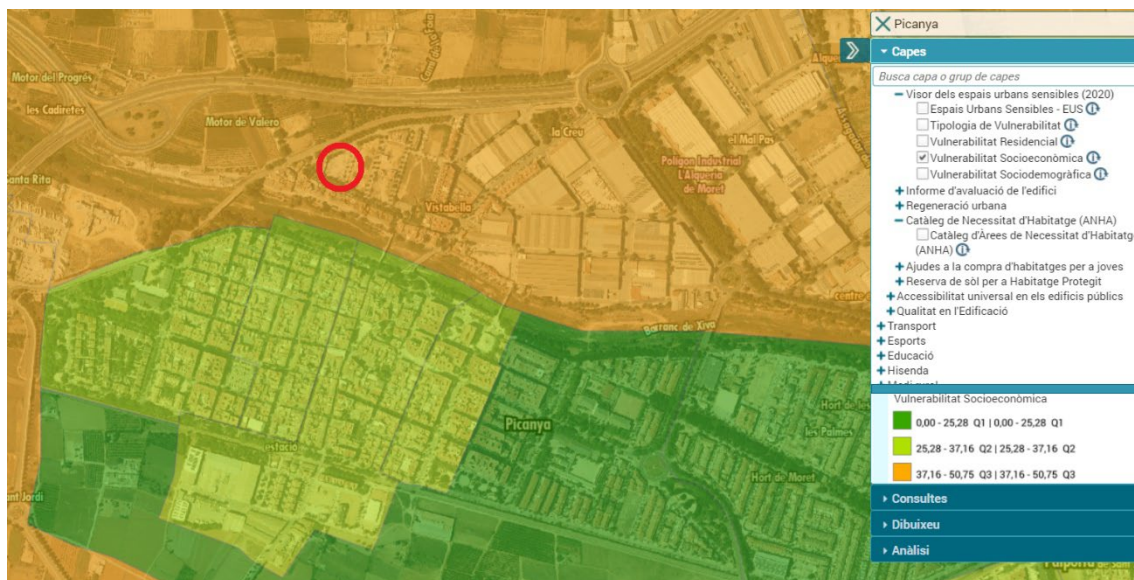 Picanya
Capes
Busca capa o grup de capes
Visor dels espais urbans sensibles (2020)
Espais Urbans Sensibles - EUS
Tipologia de Vulnerabilitat
Vulnerabilitat Residencial
Vulnerabilitat Socioeconòmica
Vulnerabilitat Sociodemogràfica
Informe d'avaluació de l'edifici
Regeneració urbana
Catàleg de Necessitat d'Habitatge (ANHA)
Catàleg d'Àrees de Necessitat d'Habitatg
(ANHA)
Ajudes a la compra d'habitatges per a joves
Reserva de sòl per a Habitatge Protegit
Accessibilitat universal en els edificis públics
Qualitat en l'Edificació
Transport
Esports
Educació
Hisenda
Vulnerabilitat Socioeconòmica
0,00 - 25,28 Q1 | 0,00 - 25,28 Q1
25,28 - 37,16 Q2 | 25,28 - 37,16 Q2
37,16 - 50,75 Q3 | 37,16 - 50,75 Q3
Consultes
Dibuixeu
Anàlisi
Motor del Progrés
les Cadiretes
Motor de Valero
la Creu
el Mal Pas
Polígon Industrial
L'Alqueria
de Moret
Santa Rita
Vistabella
Barranc de Xiva
Picanya
estació
Hort de
les Palmes
Hort de Moret
ant Jordi